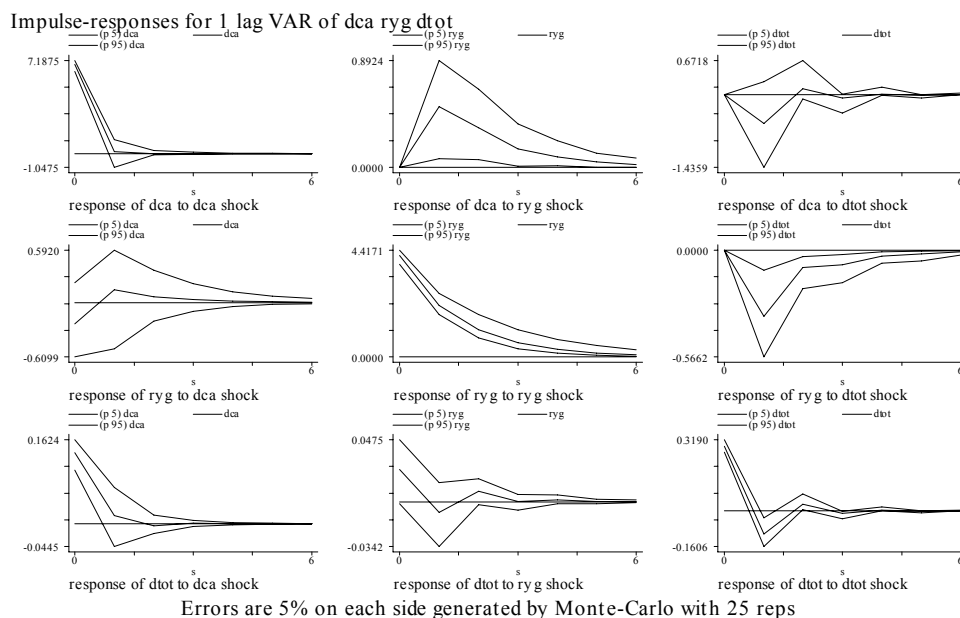 Impulse-responses for 1 lag VAR of dca ryg dtot
(p 5) dca dca
(p 95) dca
7.1875
-1.0475
0 6
s
response of dca to dca shock
(p 5) ryg ryg
(p 95) ryg
0.8924
0.0000
0 6
s
response of dca to ryg shock
(p 5) dtot dtot
(p 95) dtot
0.6718
-1.4359
0 6
s
response of dca to dtot shock
(p 5) dca dca
(p 95) dca
0.5920
-0.6099
0 6
s
response of ryg to dca shock
(p 5) ryg ryg
(p 95) ryg
4.4171
0.0000
0 6
s
response of ryg to ryg shock
(p 5) dtot dtot
(p 95) dtot
0.0000
-0.5662
0 6
s
response of ryg to dtot shock
(p 5) dca dca
(p 95) dca
0.1624
-0.0445
0 6
s
response of dtot to dca shock
(p 5) ryg ryg
(p 95) ryg
0.0475
-0.0342
0 6
s
response of dtot to ryg shock
(p 5) dtot dtot
(p 95) dtot
0.3190
-0.1606
0 6
s
response of dtot to dtot shock
Errors are 5% on each side generated by Monte-Carlo with 25 reps